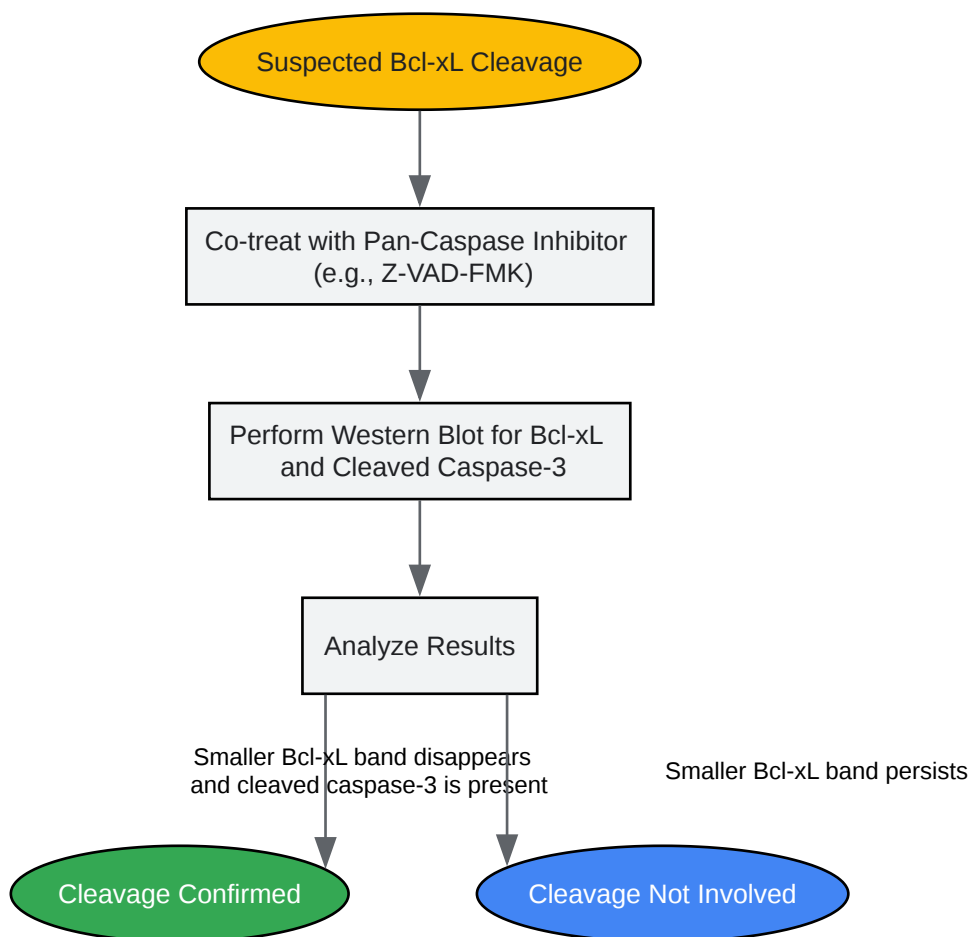 Suspected Bcl-xL Cleavage
Co-treat with Pan-Caspase Inhibitor
(e.g., Z-VAD-FMK)
Perform Western Blot for Bcl-xL
and Cleaved Caspase-3
Analyze Results
Smaller Bcl-xL band disappears
and cleaved caspase-3 is present
Smaller Bcl-xL band persists
Cleavage Confirmed
Cleavage Not Involved